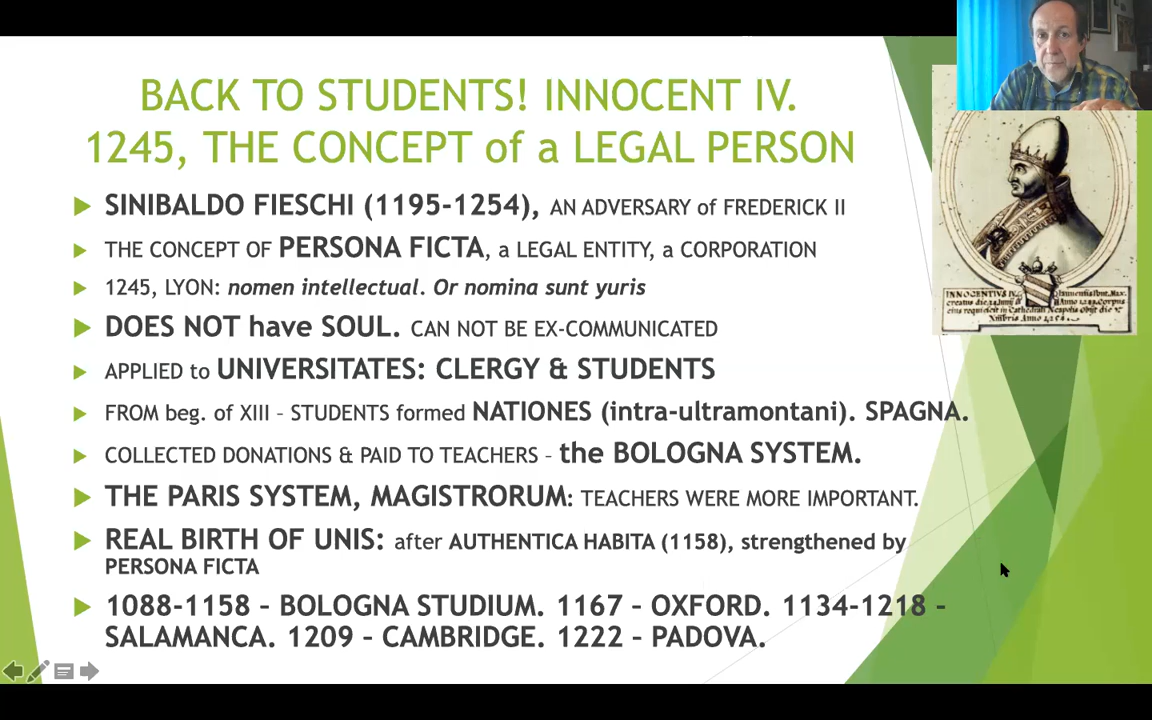 BACK TO STUDENTS! INNOCENT IV.
1245, THE CONCEPT of a LEGAL PERSON
SINIBALDO FIESCHI (1195-1254), AN ADVERSARY of FREDERICK II
THE CONCEPT OF PERSONA FICTA, a LEGAL ENTITY, a CORPORATION
1245, LYON: nomen intellectual. Or nomina sunt yuris
DOES NOT have SOUL. CAN NOT BE EX-COMMUNICATED
APPLIED to UNIVERSITATES: CLERGY & STUDENTS
FROM beg. of XIII – STUDENTS formed NATIONES (intra-ultramontani). SPAGNA.
COLLECTED DONATIONS & PAID TO TEACHERS – the BOLOGNA SYSTEM.
THE PARIS SYSTEM, MAGISTRORUM: TEACHERS WERE MORE IMPORTANT.
REAL BIRTH OF UNIS: after AUTHENTICA HABITA (1158), strengthened by
PERSONA FICTA
1088-1158 – BOLOGNA STUDIUM. 1167 – OXFORD. 1134-1218 –
SALAMANCA. 1209 – CAMBRIDGE. 1222 – PADOVA.
INNOCENTIVS IV